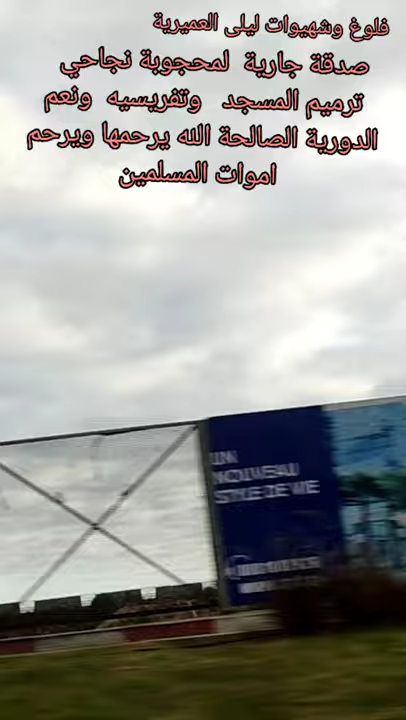 فلوغ وشهيوات ليلى العميرية
صدقة جارية لمحجوبة نجاحي
ترميم المسجد وتفريسيه ونعم
الدورية الصالحة الله يرحمها ويرحم
اموات المسلمين
UN
NOUVEAU
STYLE DE VIE